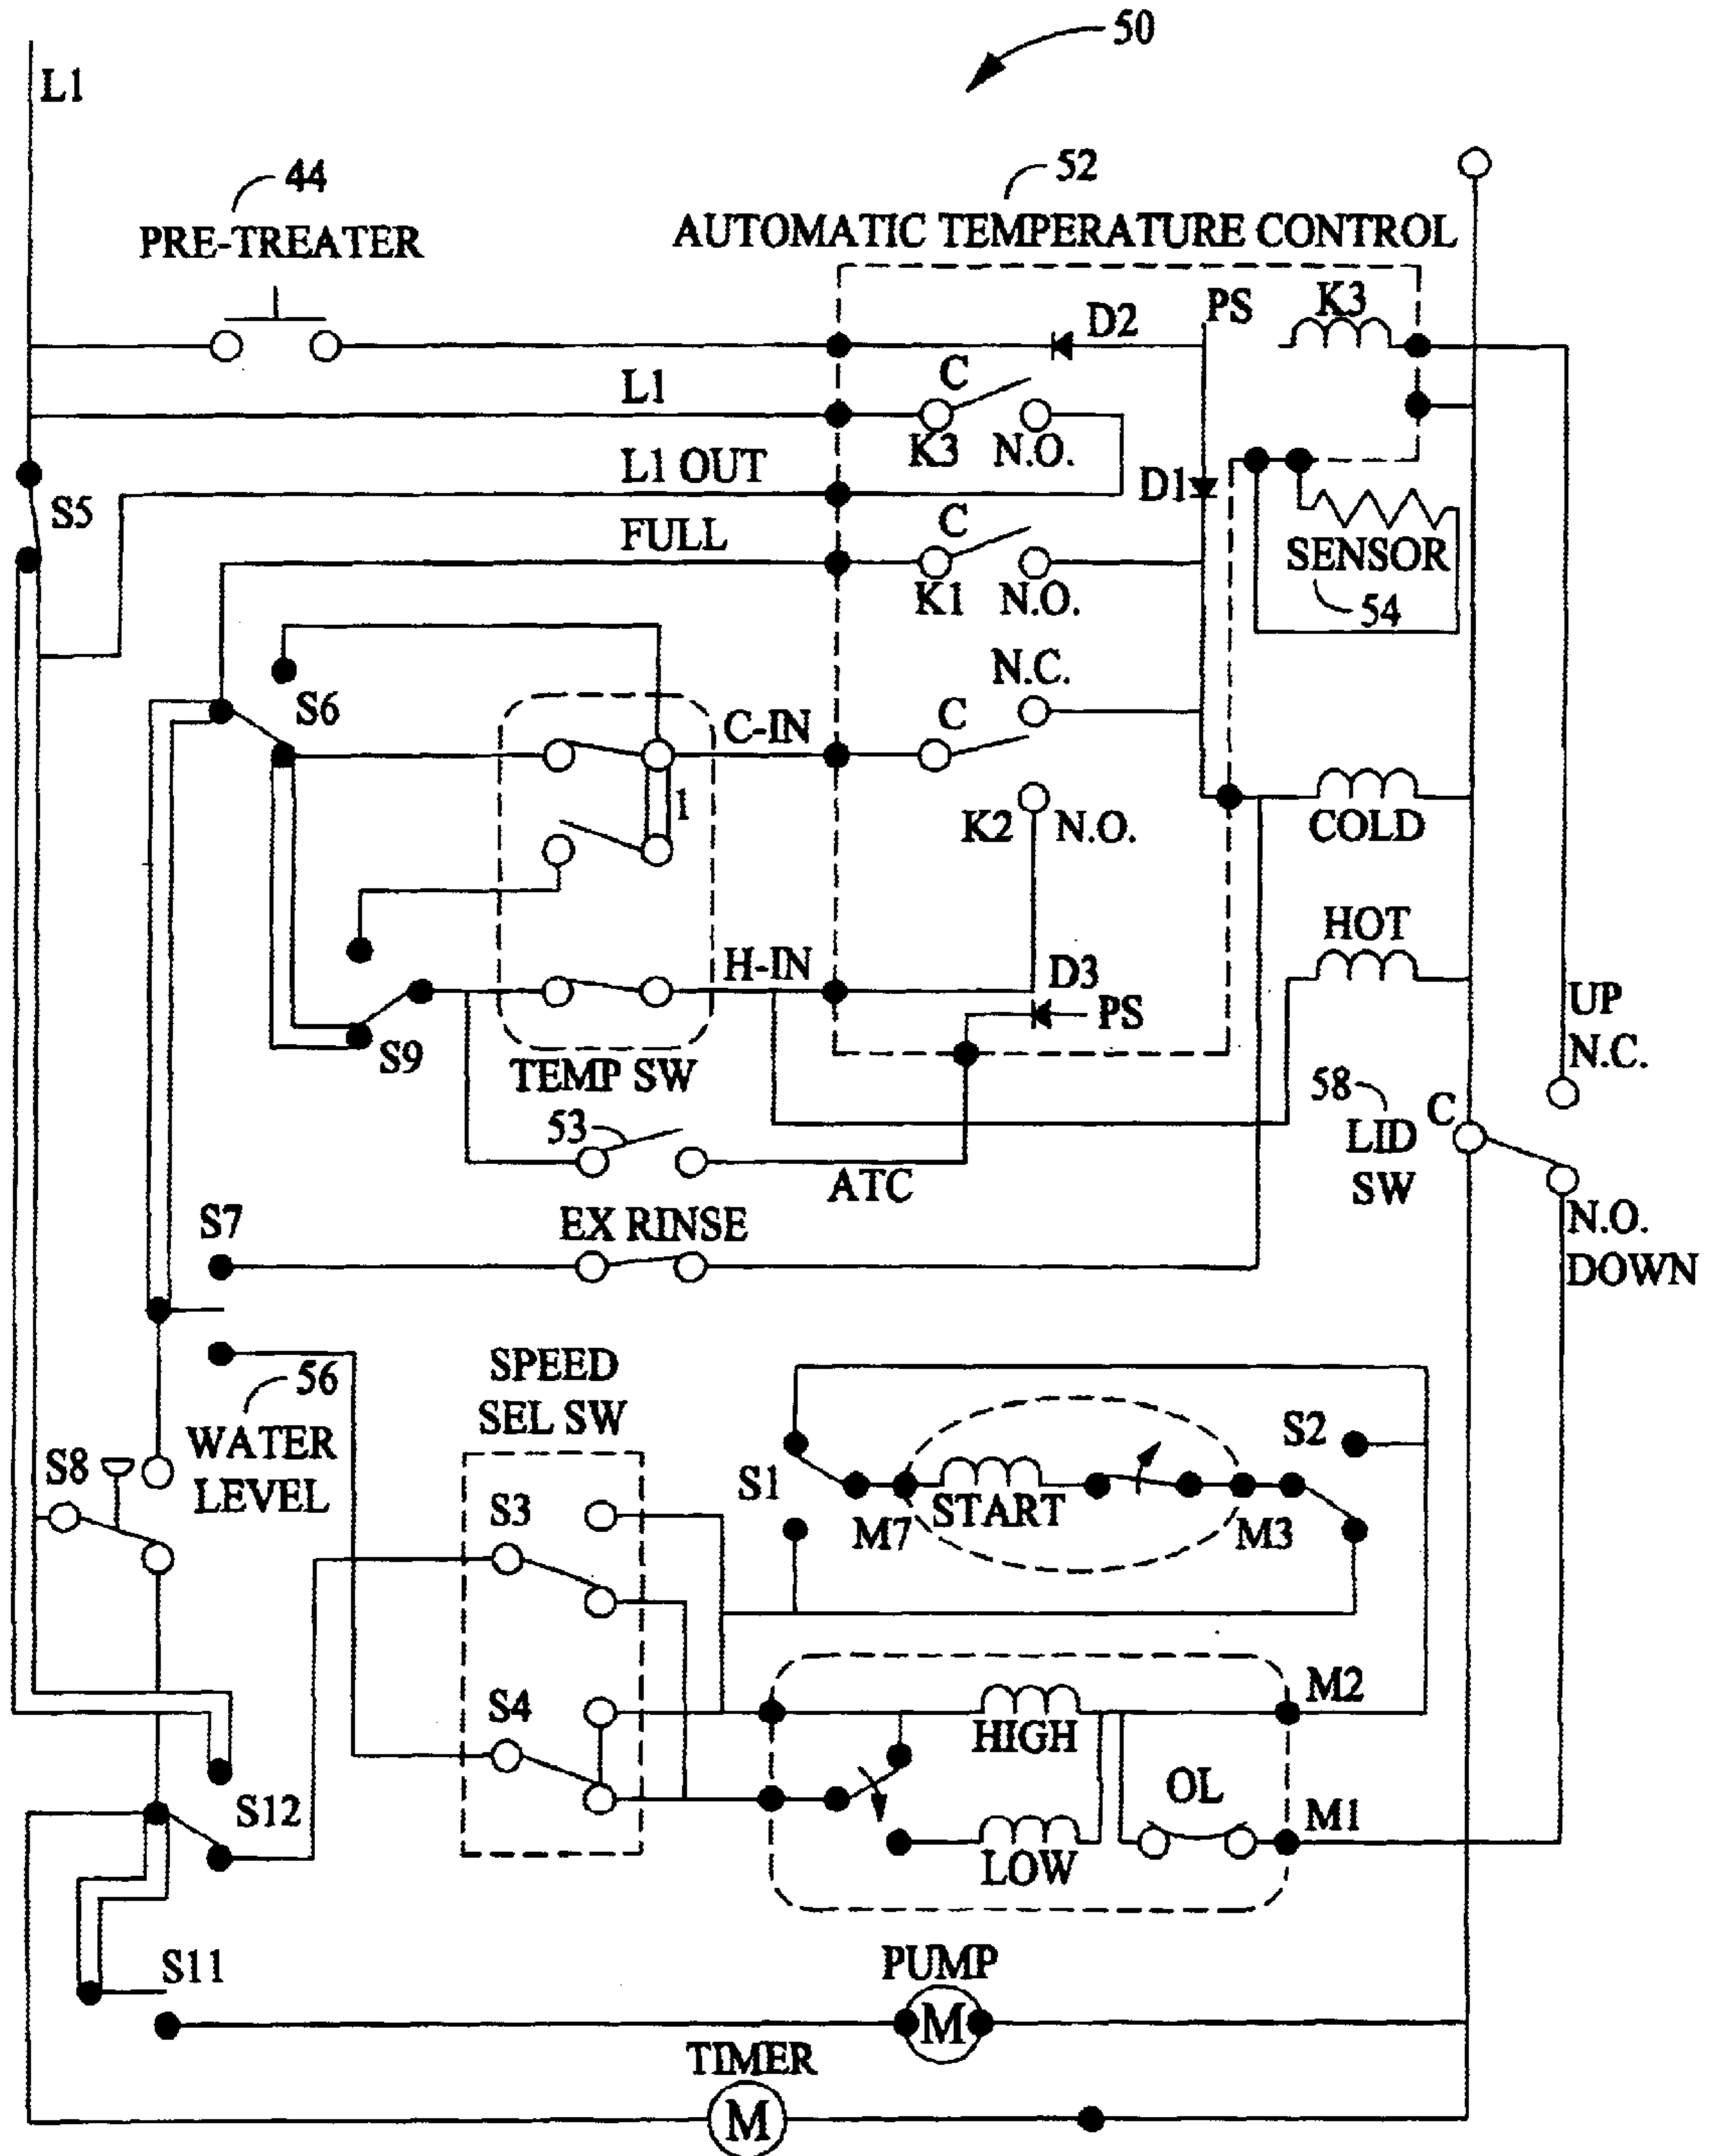 50
L1
44
52
PRE-TREATER
AUTOMATIC TEMPERATURE CONTROL
D2
PS
K3
L1
C
K3
N.O.
L1 OUT
D1
S5
FULL
C
SENSOR
K1
N.O.
54
N.C.
S6
C-IN
C
1
K2
N.O.
COLD
HOT
H-IN
D3
PS
UP
N.C.
S9
TEMP SW
58
C
LID
SW
53
ATC
S7
EX RINSE
N.O.
DOWN
56
SPEED
SEL SW
WATER
LEVEL
S8
S2
S1
START
S3
M7
M3
S4
M2
HIGH
S12
OL
M1
LOW
S11
PUMP
M
TIMER
M